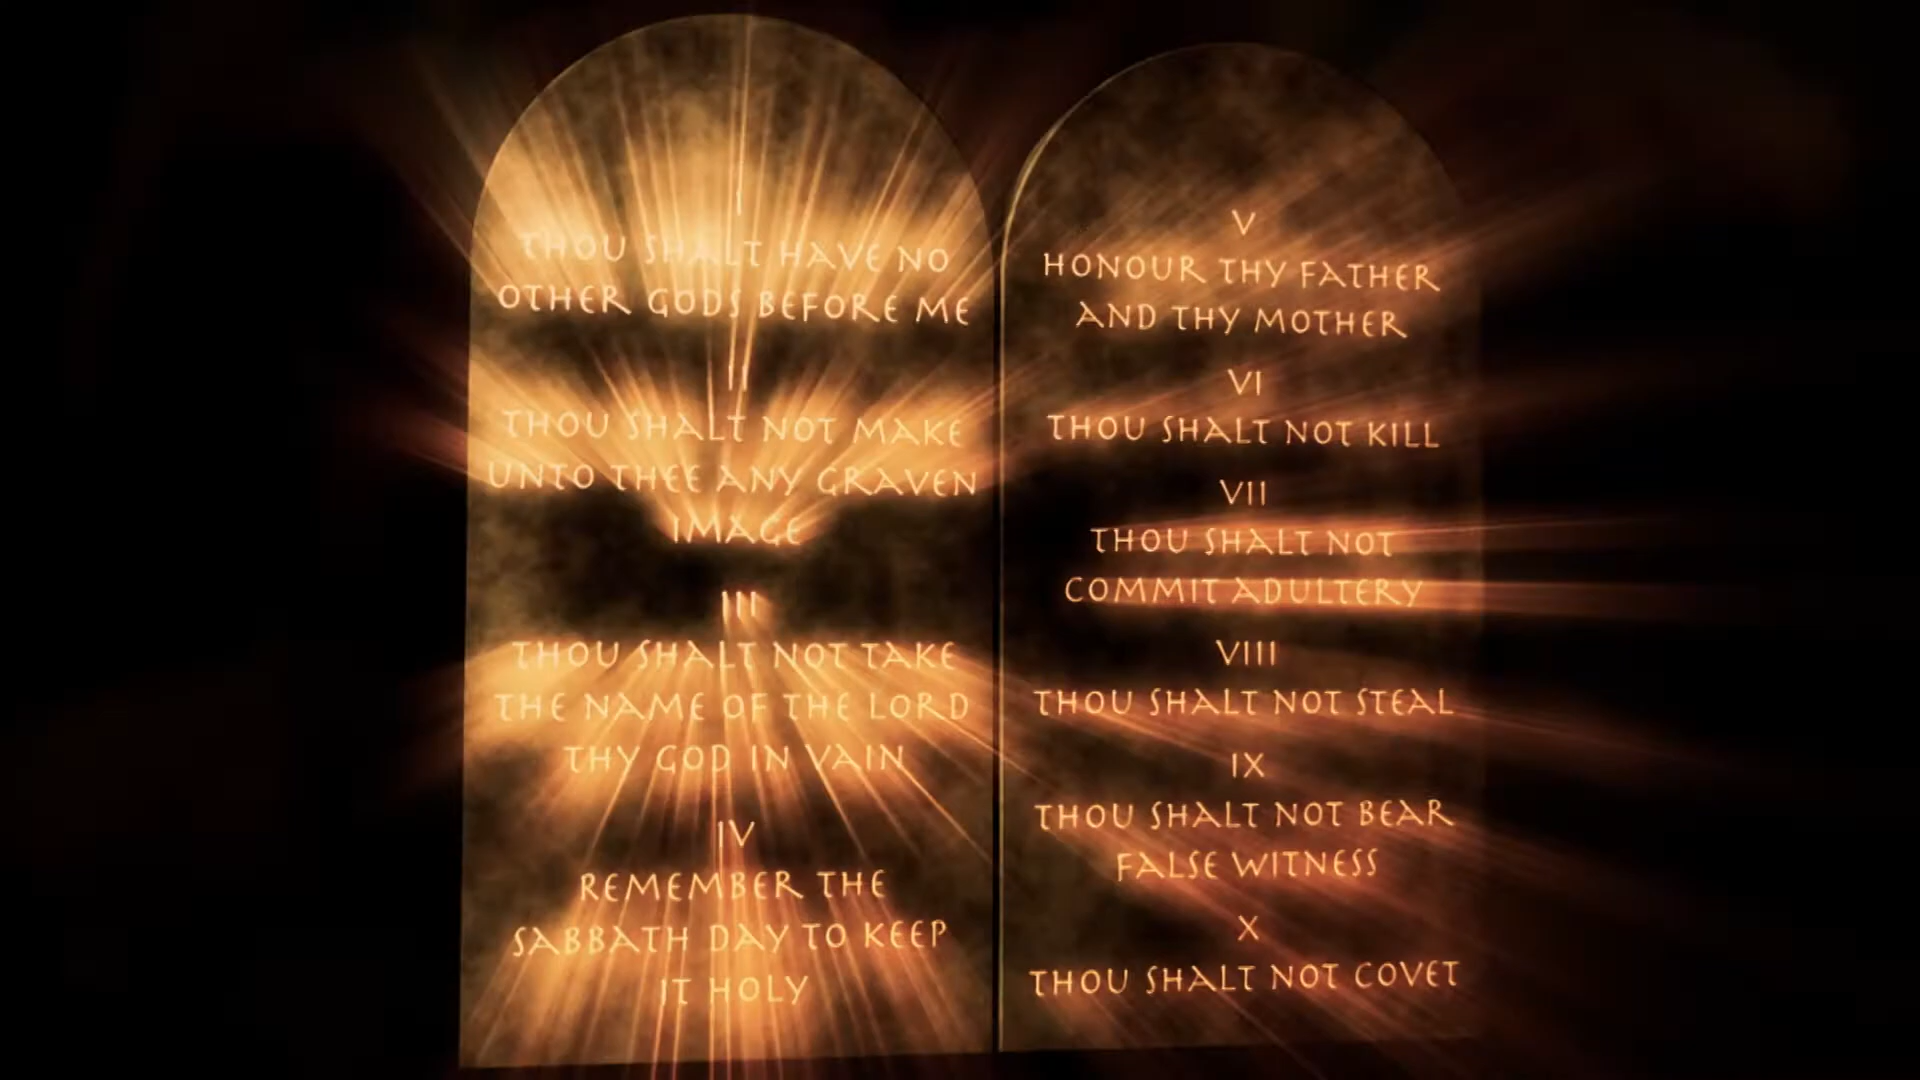 I
THOU SHALT HAVE NO
OTHER GODS BEFORE ME
II
THOU SHALT NOT MAKE
UNTO THEE ANY GRAVEN
IMAGE
III
THOU SHALT NOT TAKE
THE NAME OF THE LORD
THY GOD IN VAIN
IV
REMEMBER THE
SABBATH DAY TO KEEP
IT HOLY
V
HONOUR THY FATHER
AND THY MOTHER
VI
THOU SHALT NOT KILL
VII
THOU SHALT NOT
COMMIT ADULTERY
VIII
THOU SHALT NOT STEAL
IX
THOU SHALT NOT BEAR
FALSE WITNESS
X
THOU SHALT NOT COVET